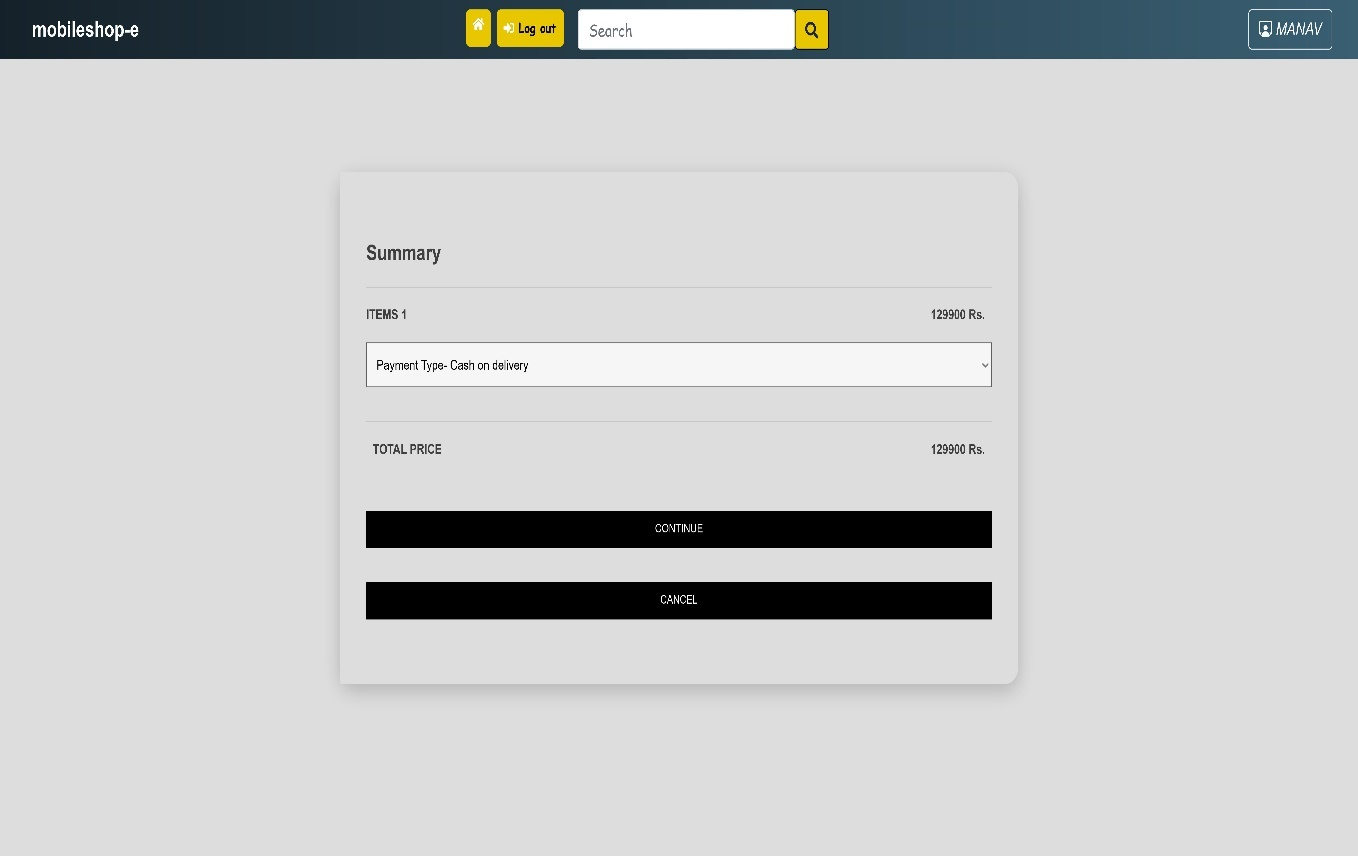 mobileshop-e
Log out
Search
MANAV
Summary
ITEMS 1
129900 Rs.
Payment Type- Cash on delivery
TOTAL PRICE
129900 Rs.
CONTINUE
CANCEL